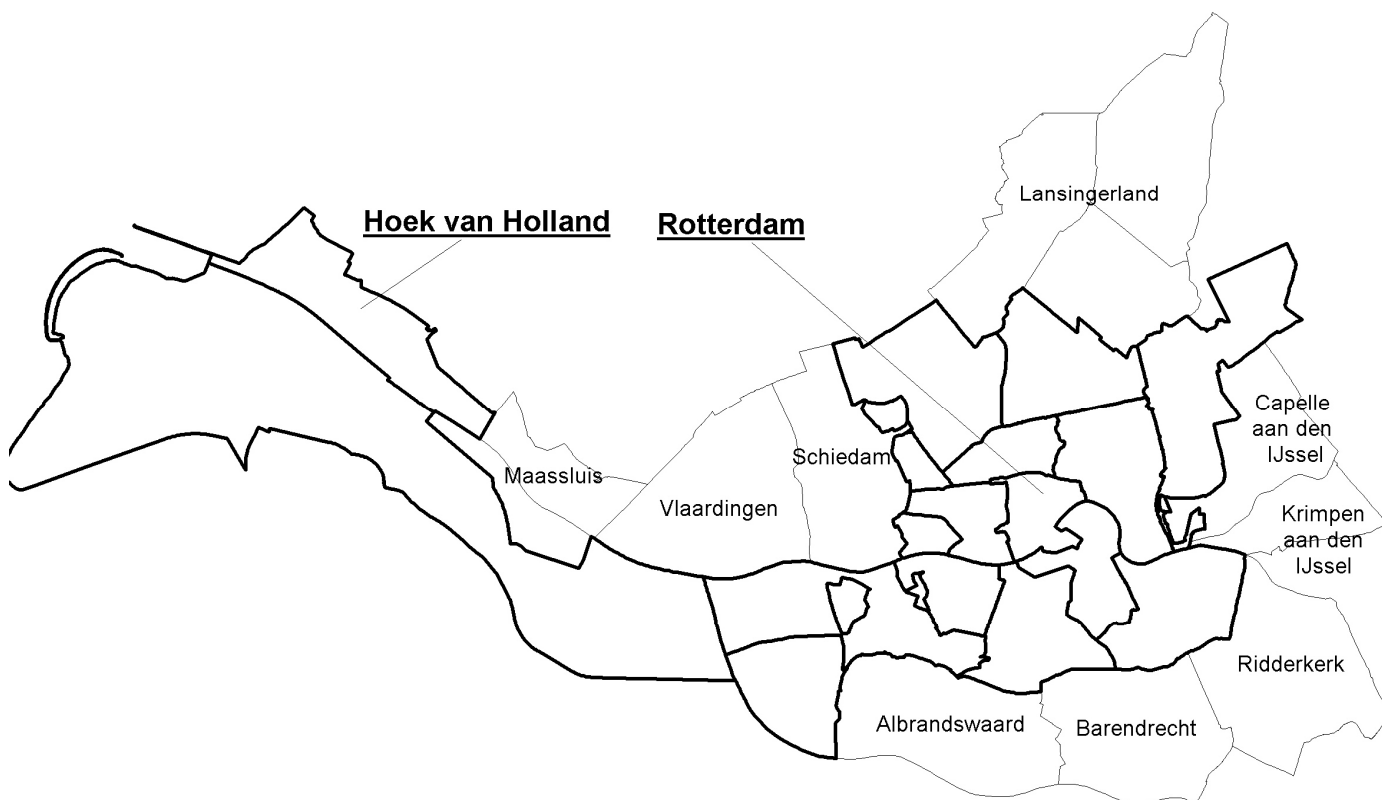 Lansingerland
Hoek van Holland
Rotterdam
Capelle
aan den
IJssel
Schiedam
Maassluis
Vlaardingen
Krimpen
aan den
IJssel
Ridderkerk
Albrandswaard
Barendrecht